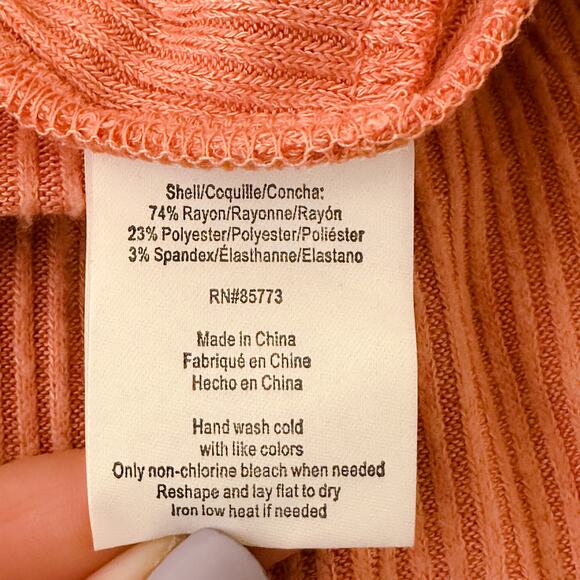 Shell/Coquille/Concha:
74% Rayon/Rayonne/Rayón
23% Polyester/Polyester/Poliéster
3% Spandex/Élasthanne/Elastano
RN#85773
Made in China
Fabriqué en Chine
Hecho en China
Hand wash cold
with like colors
Only non-chlorine bleach when needed
Reshape and lay flat to dry
Iron low heat if needed